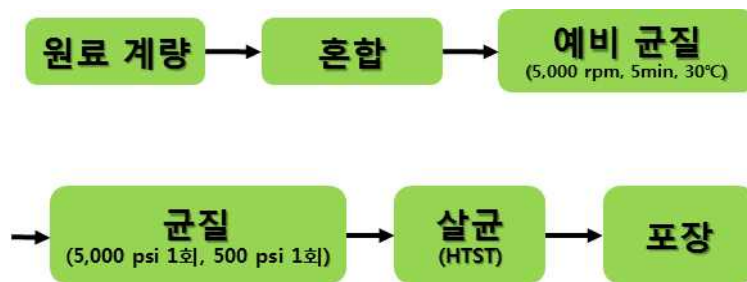 원료 계량
혼합
예비 균질
(5,000 rpm, 5min, 30℃)
균질
(5,000 psi 1회, 500 psi 1회)
살균
(HTST)
포장